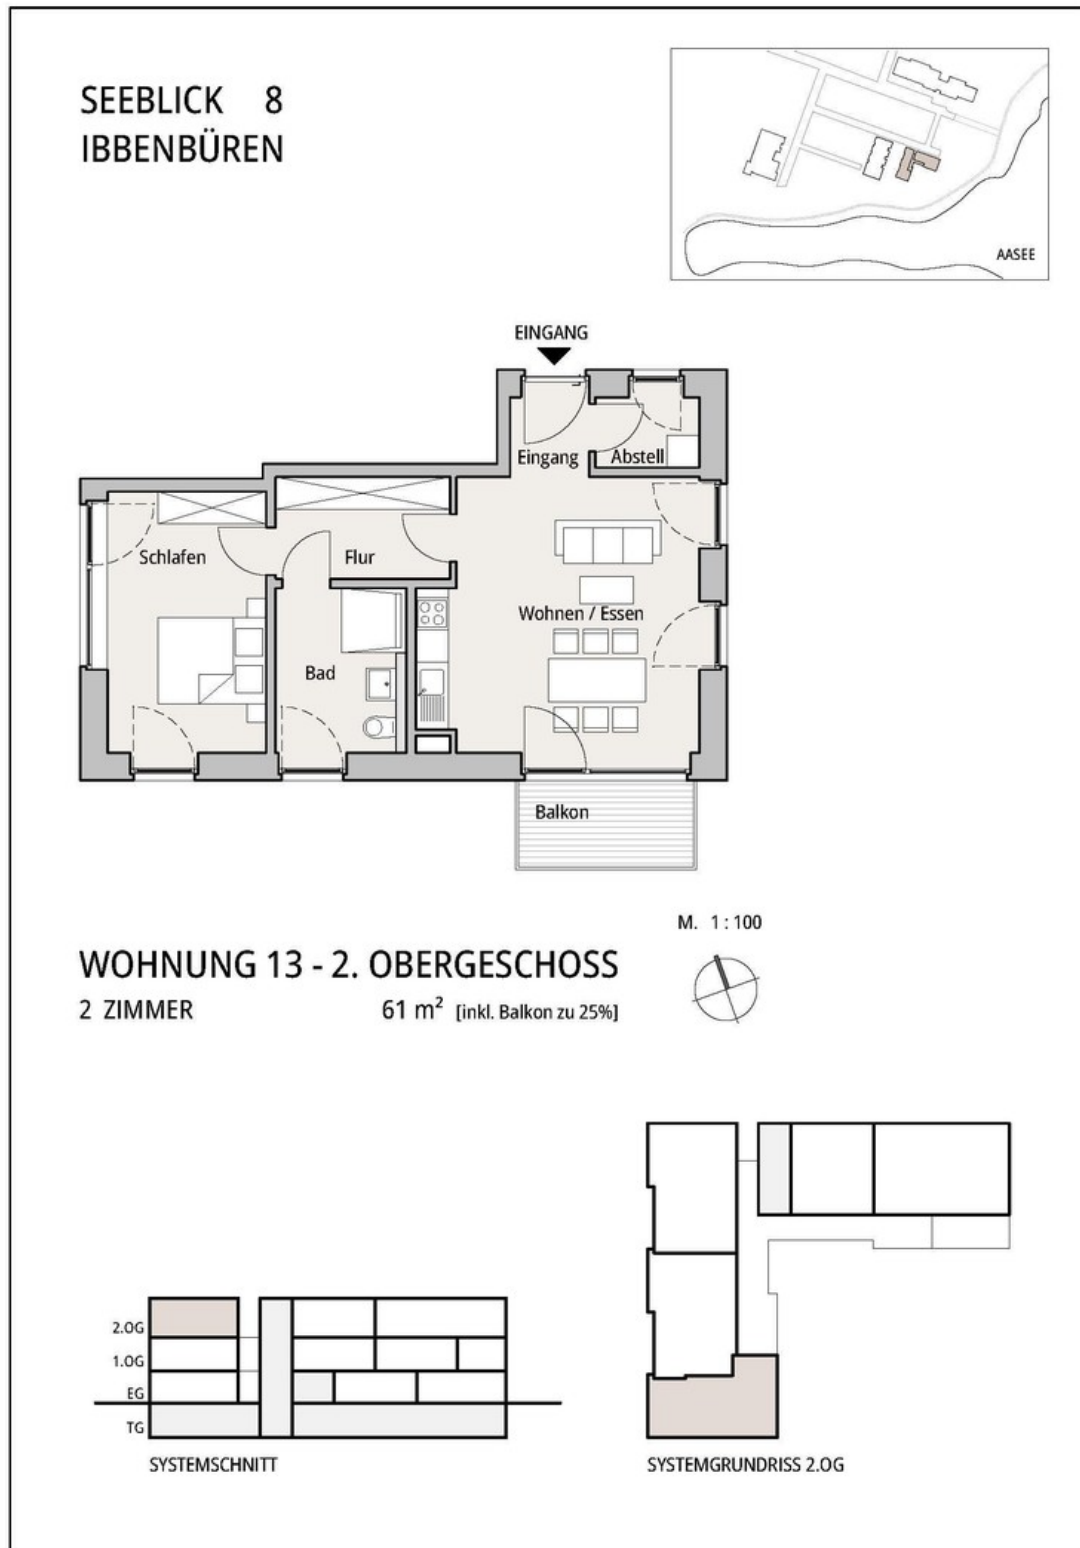 SEEBLICK 8
IBBENBÜREN
AASEE
EINGANG
Eingang
Abstell
Schlafen
Flur
Wohnen / Essen
Bad
Balkon
M. 1 : 100
WOHNUNG 13 - 2. OBERGESCHOSS
2 ZIMMER 61 m² [inkl. Balkon zu 25%]
2.OG
1.OG
EG
TG
SYSTEMSCHNITT
SYSTEMGRUNDRISS 2.OG